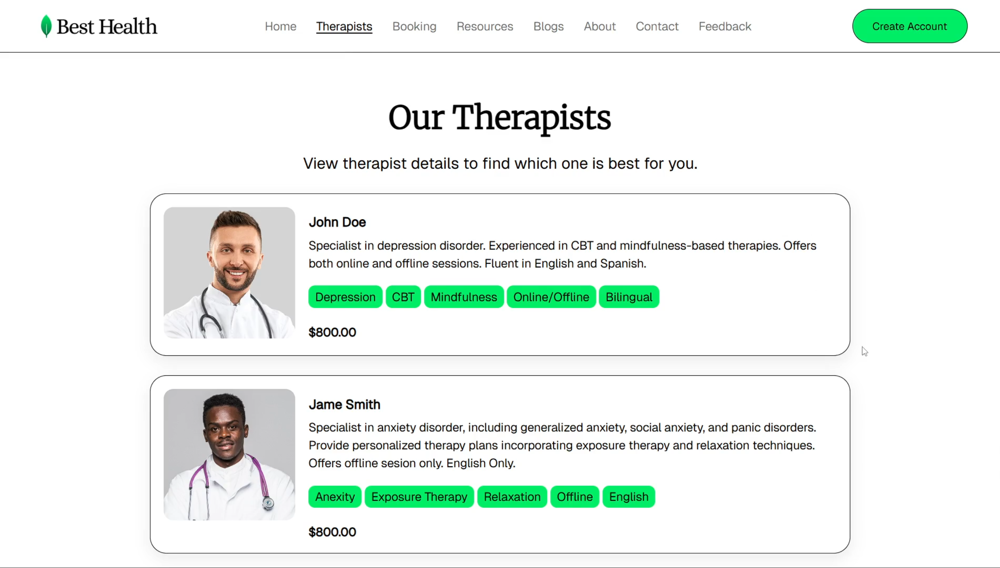 Best Health
Home Therapists Booking Resources Blogs About Contact Feedback
Create Account
Our Therapists
View therapist details to find which one is best for you.
John Doe
Specialist in depression disorder. Experienced in CBT and mindfulness-based therapies. Offers
both online and offline sessions. Fluent in English and Spanish.
Depression CBT Mindfulness Online/Offline Bilingual
$800.00
Jame Smith
Specialist in anxiety disorder, including generalized anxiety, social anxiety, and panic disorders.
Provide personalized therapy plans incorporating exposure therapy and relaxation techniques.
Offers offline sesion only. English Only.
Anexity Exposure Therapy Relaxation Offline English
$800.00